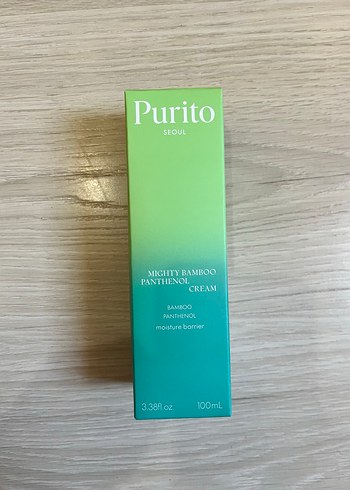 Purito
SEOUL
MIGHTY BAMBOO
PANTHENOL
CREAM
BAMBOO
PANTHENOL
moisture barrier
3.38fl.oz. 100mL